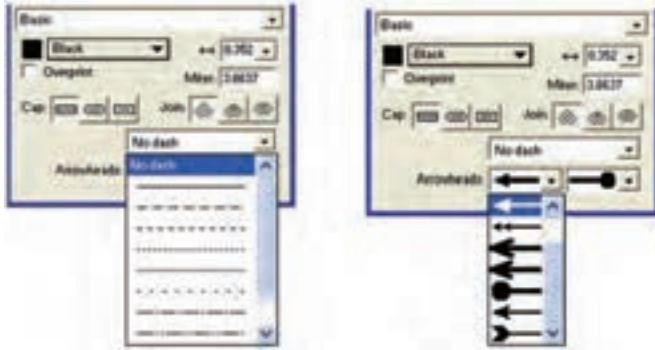 Basic
Black
0.352
Overprint
Miter: 3.8637
Cap:
Join:
No dash
Arrowheads:
No dash
Basic
Black
0.352
Overprint
Miter: 3.8637
Cap:
Join:
No dash
Arrowheads: